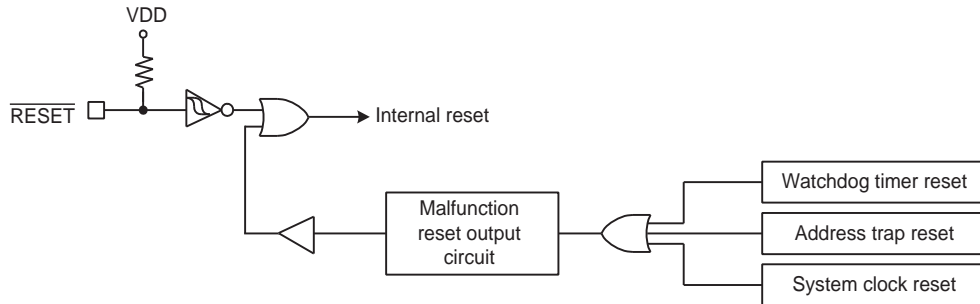 VDD
RESET
Internal reset
Watchdog timer reset
Malfunction
reset output
circuit
Address trap reset
System clock reset